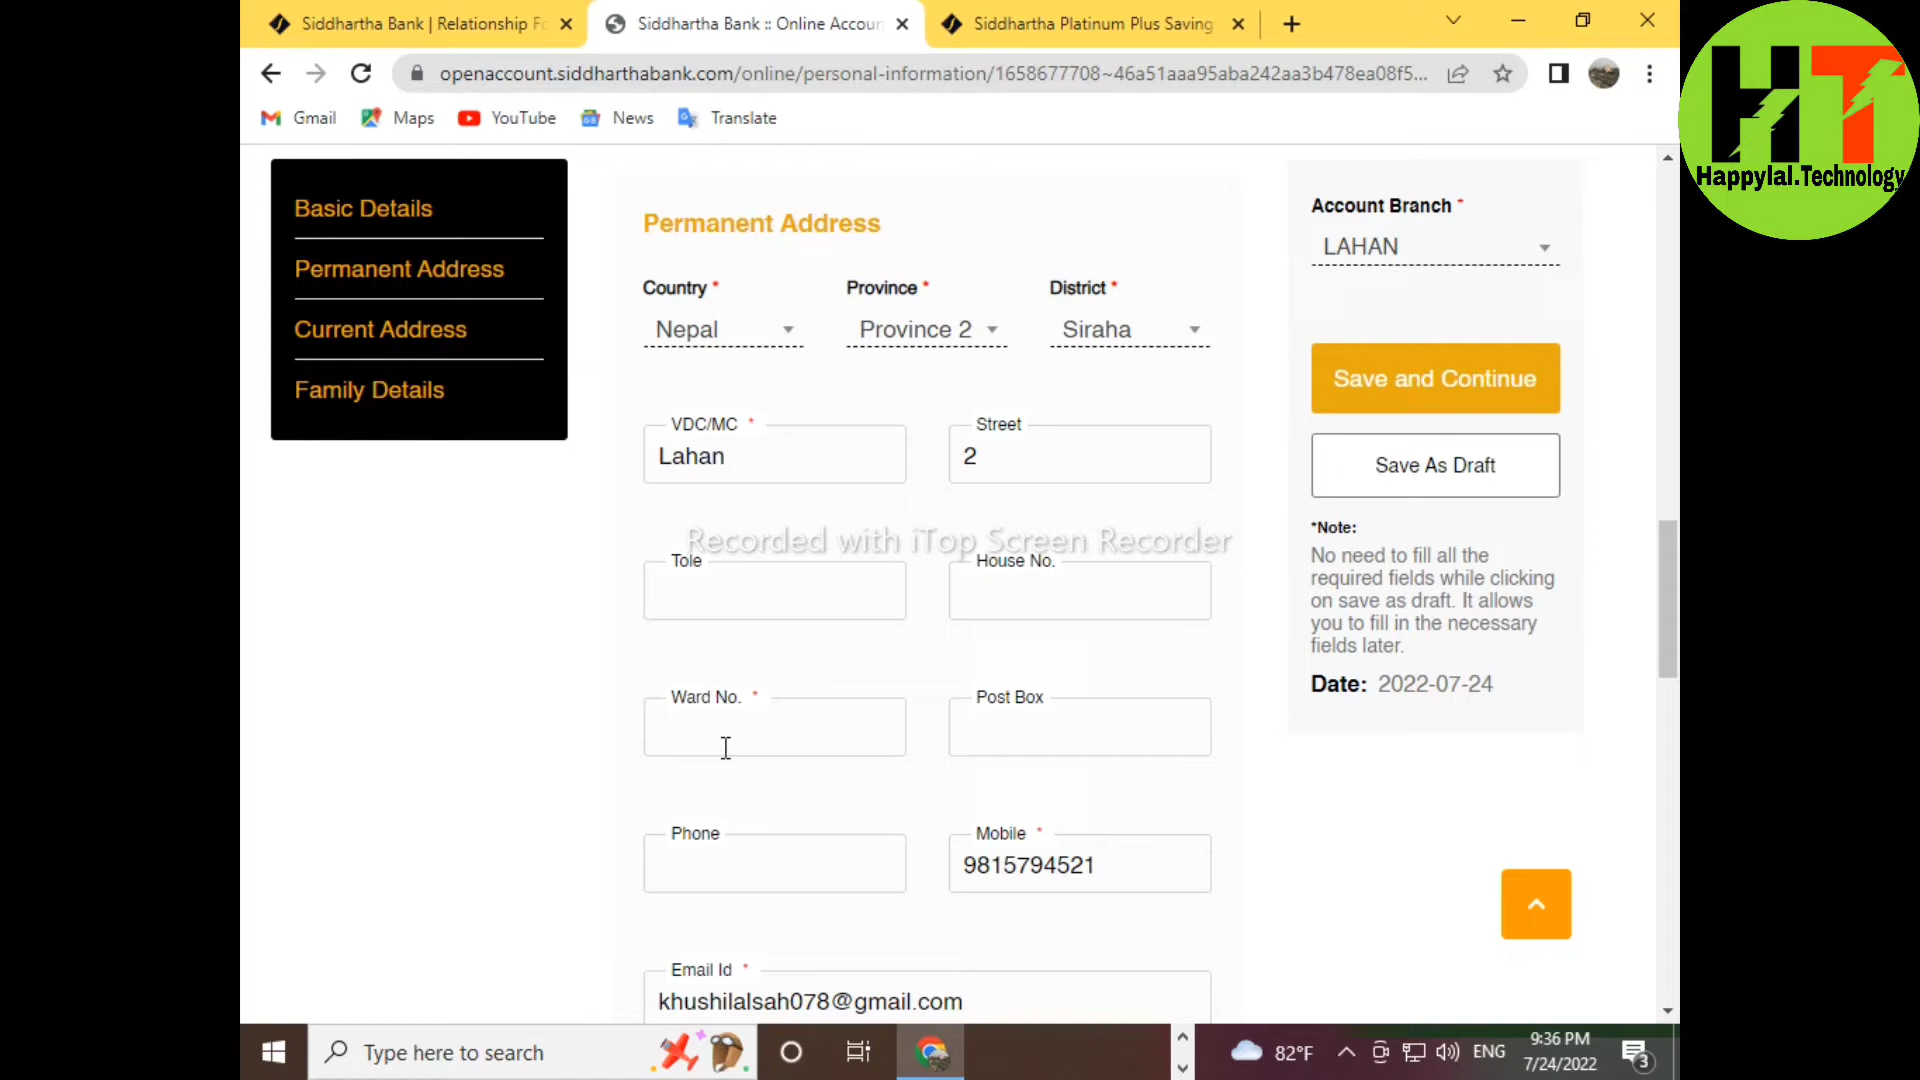 Siddhartha Bank | Relationship Fo
Siddhartha Bank :: Online Accoun
Siddhartha Platinum Plus Saving
openaccount.siddharthabank.com/online/personal-information/1658677708~46a51aaa95aba242aa3b478ea08f5...
Gmail
Maps
YouTube
News
Translate
HT
Happylal.Technology
Basic Details
Permanent Address
Current Address
Family Details
Permanent Address
Country *
Province *
District *
Nepal
Province 2
Siraha
VDC/MC *
Lahan
Street
2
Recorded with iTop Screen Recorder
Tole
House No.
Ward No. *
Post Box
Phone
Mobile *
9815794521
Email Id *
khushilalsah078@gmail.com
Account Branch *
LAHAN
Save and Continue
Save As Draft
*Note:
No need to fill all the
required fields while clicking
on save as draft. It allows
you to fill in the necessary
fields later.
Date: 2022-07-24
Type here to search
82°F
ENG
9:36 PM
7/24/2022
3